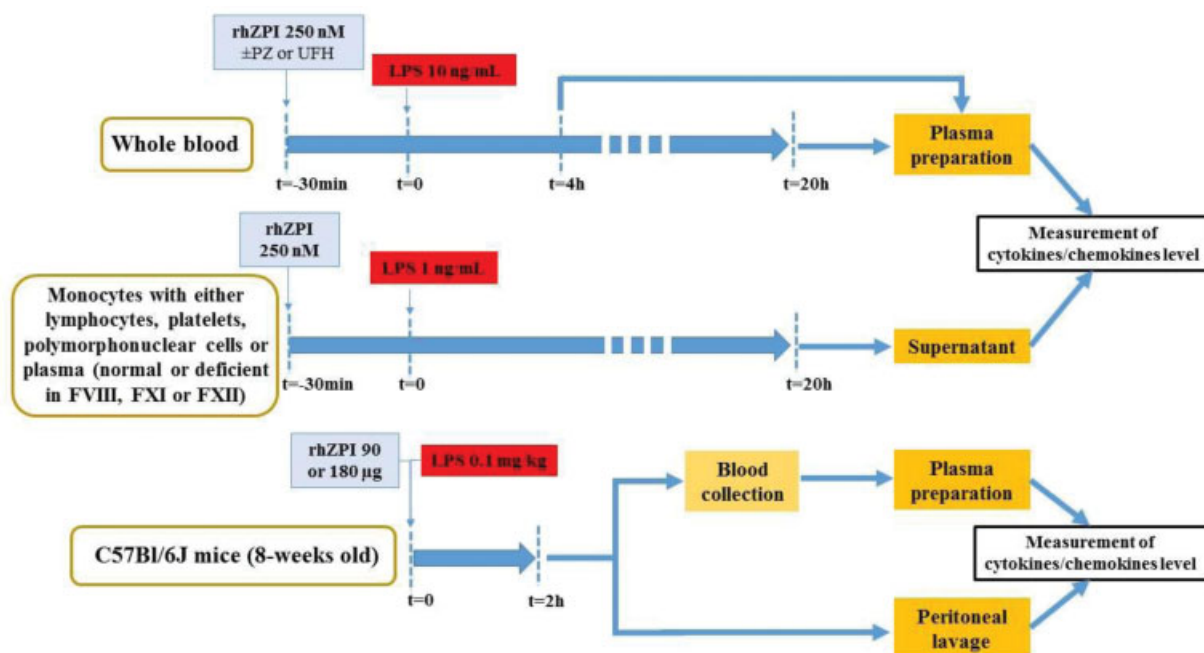 rhZPI 250 nM
±PZ or UFH
LPS 10 ng/mL
Whole blood
Plasma
preparation
t=-30min
t=0
t=4h
t=20h
rhZPI
250 nM
LPS 1 ng/mL
Measurement of
cytokines/chemokines level
Monocytes with either
lymphocytes, platelets,
polymorphonuclear cells or
plasma (normal or deficient
in FVIII, FXI or FXII)
Supernatant
t=-30min
t=0
t=20h
rhZPI 90
or 180 µg
LPS 0.1 mg/kg
Blood
collection
Plasma
preparation
C57Bl/6J mice (8-weeks old)
Measurement of
cytokines/chemokines level
t=0
t=2h
Peritoneal
lavage